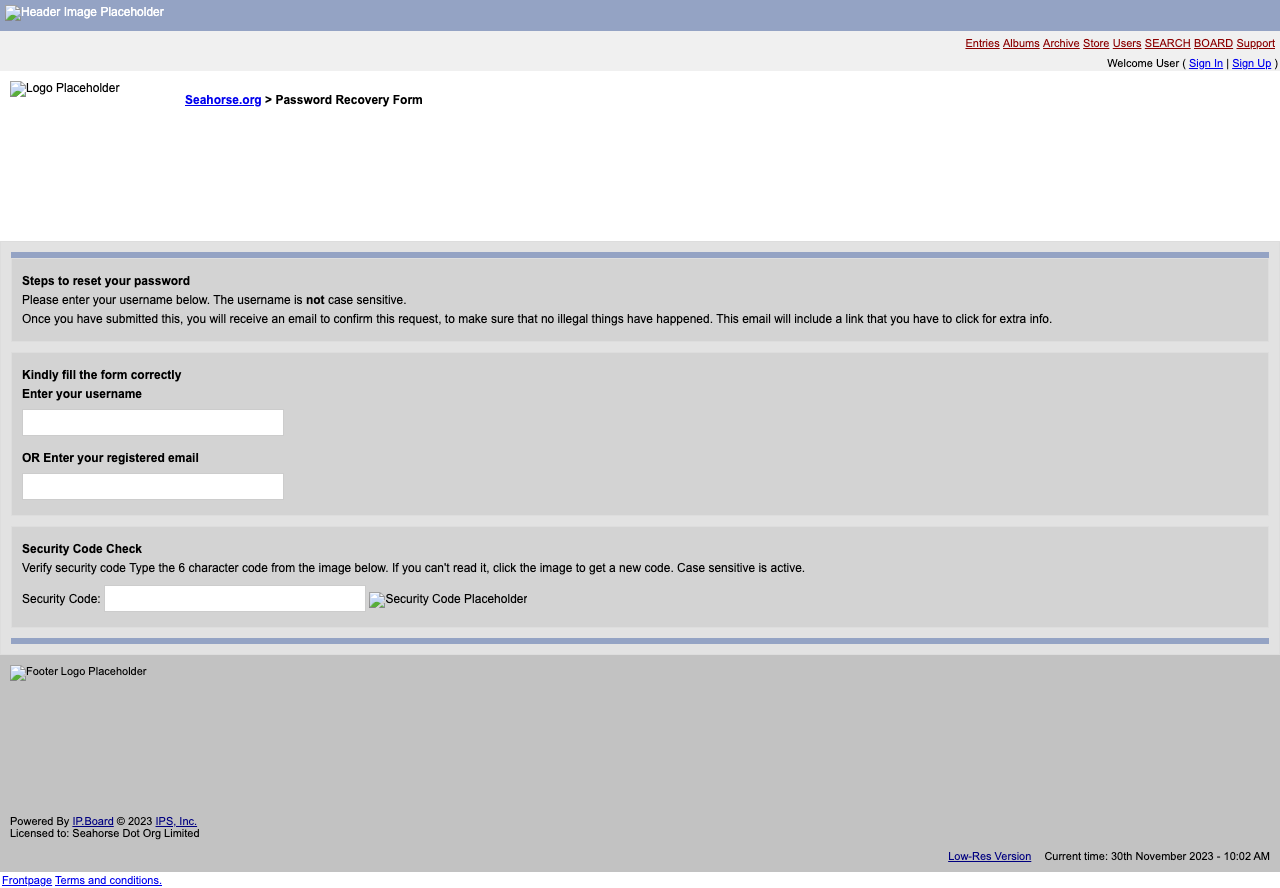 Header Image Placeholder
Entries Albums Archive Store Users SEARCH BOARD Support
Welcome User ( Sign In | Sign Up )
Logo Placeholder
Seahorse.org > Password Recovery Form
Steps to reset your password
Please enter your username below. The username is not case sensitive.
Once you have submitted this, you will receive an email to confirm this request, to make sure that no illegal things have happened. This email will include a link that you have to click for extra info.
Kindly fill the form correctly
Enter your username
OR Enter your registered email
Security Code Check
Verify security code Type the 6 character code from the image below. If you can't read it, click the image to get a new code. Case sensitive is active.
Security Code: Security Code Placeholder
Footer Logo Placeholder
Powered By IP.Board © 2023 IPS, Inc.
Licensed to: Seahorse Dot Org Limited
Low-Res Version Current time: 30th November 2023 - 10:02 AM
Frontpage Terms and conditions.